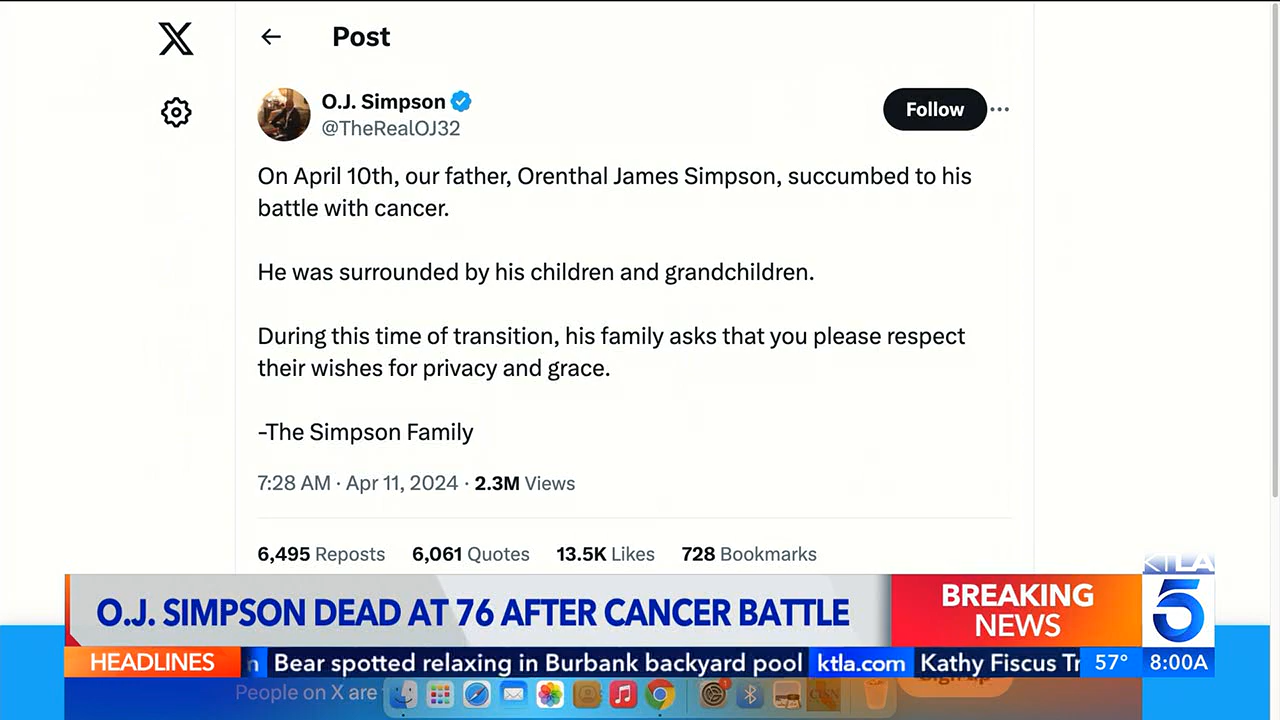 Post
O.J. Simpson
@TheRealOJ32
Follow
On April 10th, our father, Orenthal James Simpson, succumbed to his
battle with cancer.
He was surrounded by his children and grandchildren.
During this time of transition, his family asks that you please respect
their wishes for privacy and grace.
-The Simpson Family
7:28 AM · Apr 11, 2024 · 2.3M Views
6,495 Reposts 6,061 Quotes 13.5K Likes 728 Bookmarks
KTLA
5
O.J. SIMPSON DEAD AT 76 AFTER CANCER BATTLE
BREAKING
NEWS
HEADLINES
n Bear spotted relaxing in Burbank backyard pool ktla.com Kathy Fiscus Tr 57° 8:00A
People on X are
Sign up